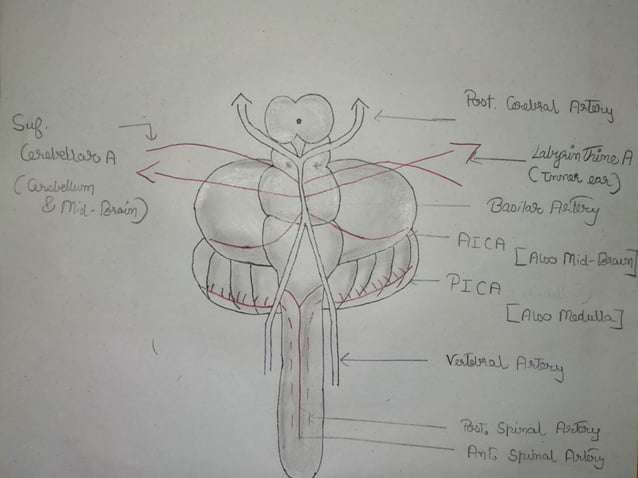 Sup.
Cerebellar A
(Cerebellum
& Mid-Brain)
Post. Cerebral Artery
Labyrinthine A
(Inner ear)
Basilar Artery
AICA
[Also Mid-Brain]
PICA
[Also Medulla]
Vertebral Artery
Post. Spinal Artery
Ant. Spinal Artery